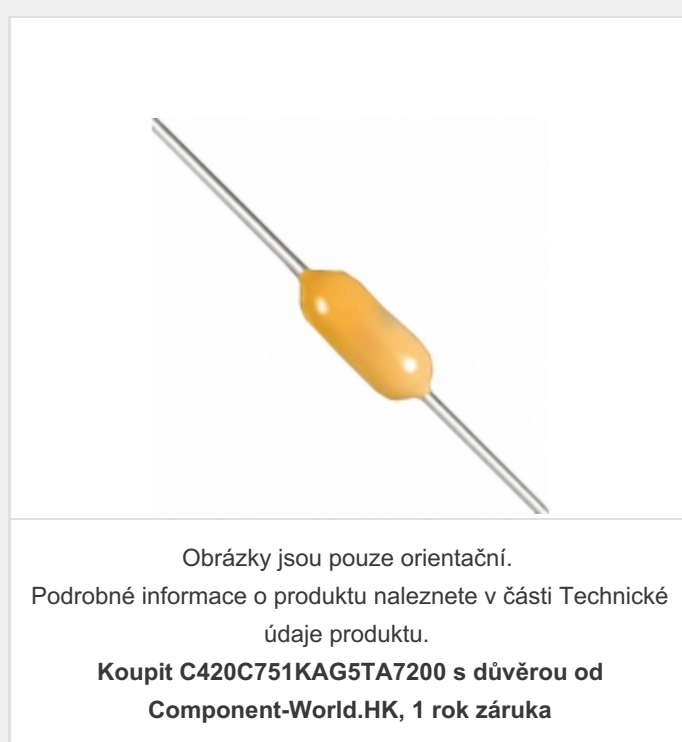 Obrázky jsou pouze orientační.
Podrobné informace o produktu naleznete v části Technické
údaje produktu.
Koupit C420C751KAG5TA7200 s důvěrou od
Component-World.HK, 1 rok záruka